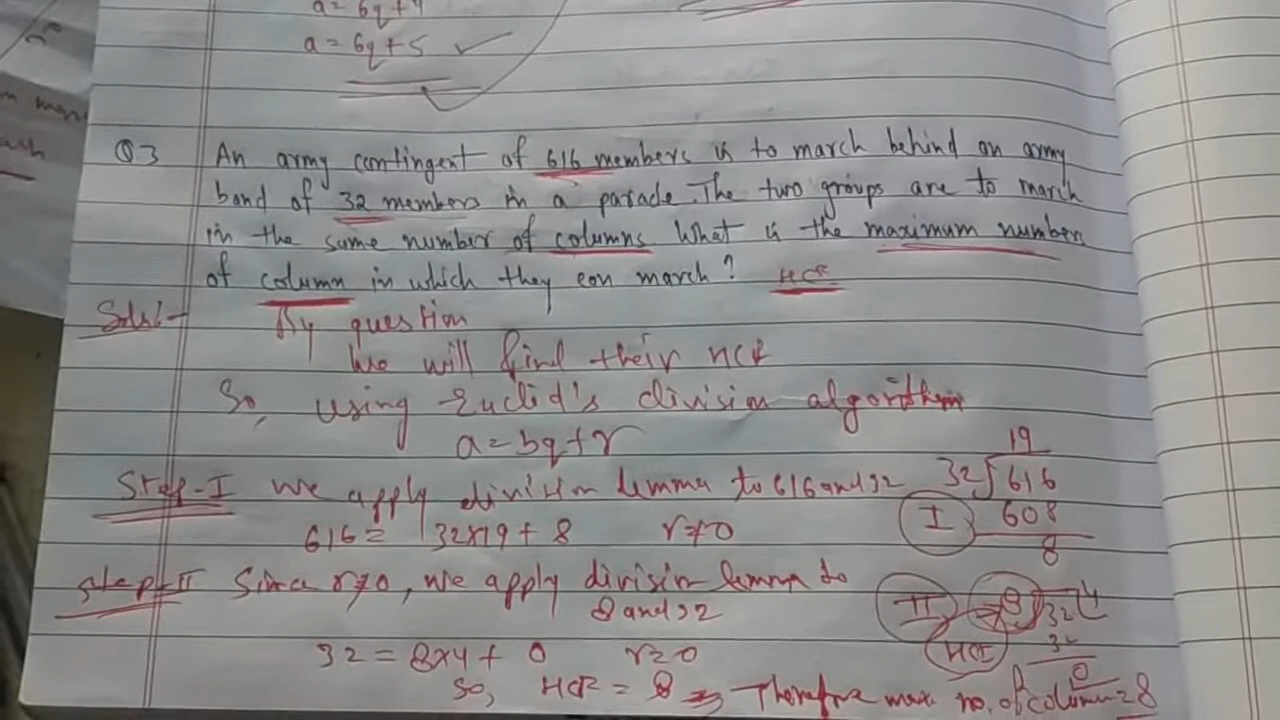 a = 6q + 4
a = 6q + 5
Q3 An army contingent of 616 members is to march behind an army
band of 32 members in a parade. The two groups are to march
in the same number of columns What is the maximum number
of column in which they can march? HCF
Soln:-
By question
We will find their HCF
So, using Euclid's division algorithm
a = bq + r
Step-I We apply division lemma to 616 and 32
616 = 32×19 + 8 r≠0
19
32 616
I 608
8
Step-II Since r≠0, we apply division lemma to
8 and 32
32 = 8×4 + 0 r=0
II 8 32 4
HCF 32
0
So, HCF = 8 ⇒ Therefore max no. of column = 8